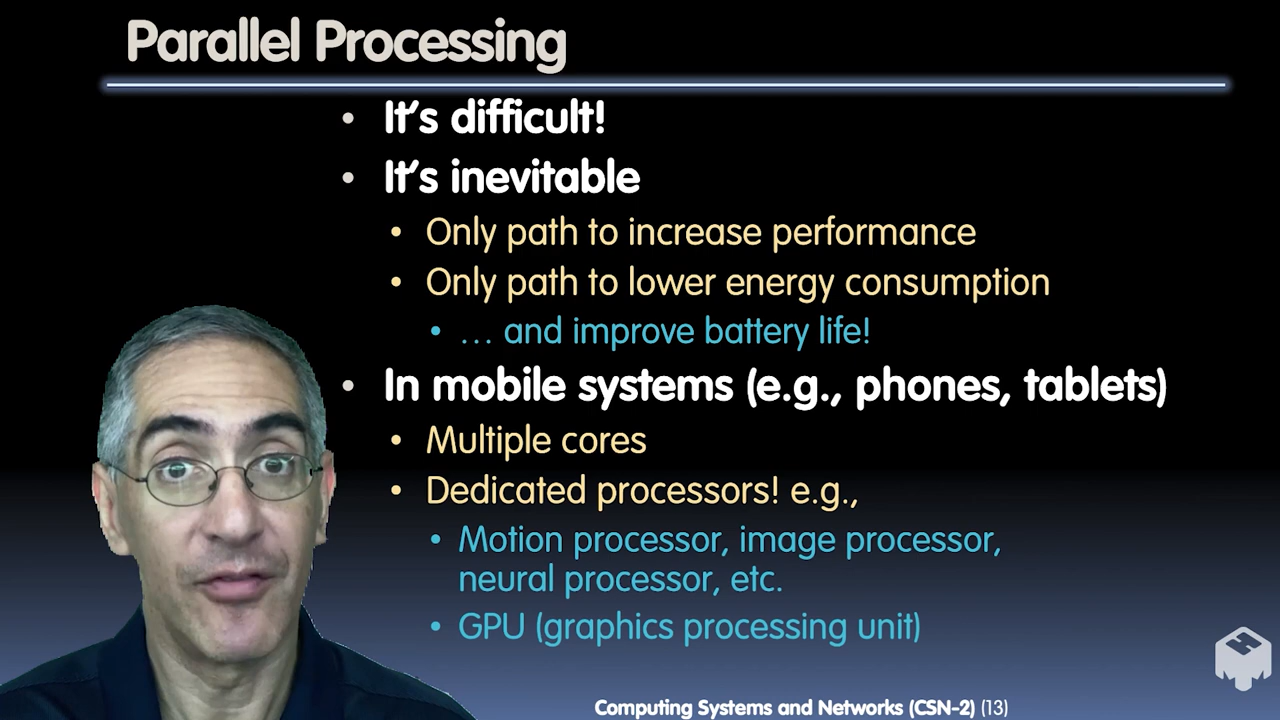 Parallel Processing
• It's difficult!
• It's inevitable
• Only path to increase performance
• Only path to lower energy consumption
• … and improve battery life!
• In mobile systems (e.g., phones, tablets)
• Multiple cores
• Dedicated processors! e.g.,
• Motion processor, image processor,
neural processor, etc.
• GPU (graphics processing unit)
Computing Systems and Networks (CSN-2) (13)